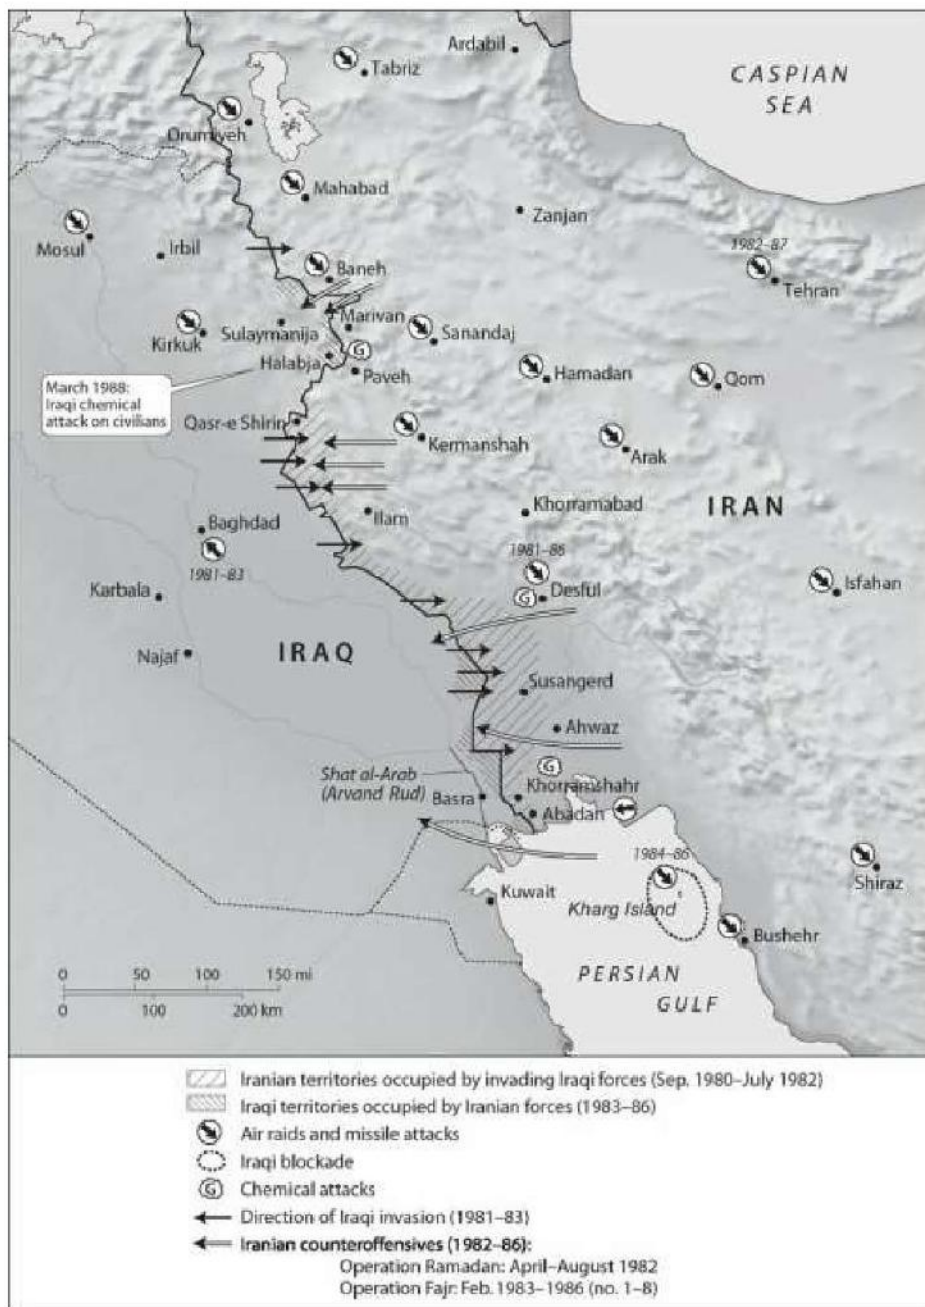 Ardabil
CASPIAN
SEA
Tabriz
Orumiyeh
Mahabad
Zanjan
Mosul
Irbil
1982–87
Tehran
Baneh
Marivan
Sulaymanija
Kirkuk
Sanandaj
Halabja
G
Paveh
Hamadan
Qom
March 1988:
Iraqi chemical
attack on civilians
Qasr-e Shirin
Kermanshah
Arak
IRAN
Khorramabad
Ilam
Baghdad
1981–83
1981–86
Karbala
G
Desful
Isfahan
Najaf
IRAQ
Susangerd
Ahwaz
G
Shat al-Arab
(Arvand Rud)
Khorramshahr
Basra
Abadan
1984–86
Shiraz
Kuwait
Kharg Island
Bushehr
PERSIAN
GULF
0 50 100 150 mi
0 100 200 km
Iranian territories occupied by invading Iraqi forces (Sep. 1980–July 1982)
Iraqi territories occupied by Iranian forces (1983–86)
Air raids and missile attacks
Iraqi blockade
G Chemical attacks
Direction of Iraqi invasion (1981–83)
Iranian counteroffensives (1982–86):
Operation Ramadan: April–August 1982
Operation Fajr: Feb. 1983–1986 (no. 1–8)